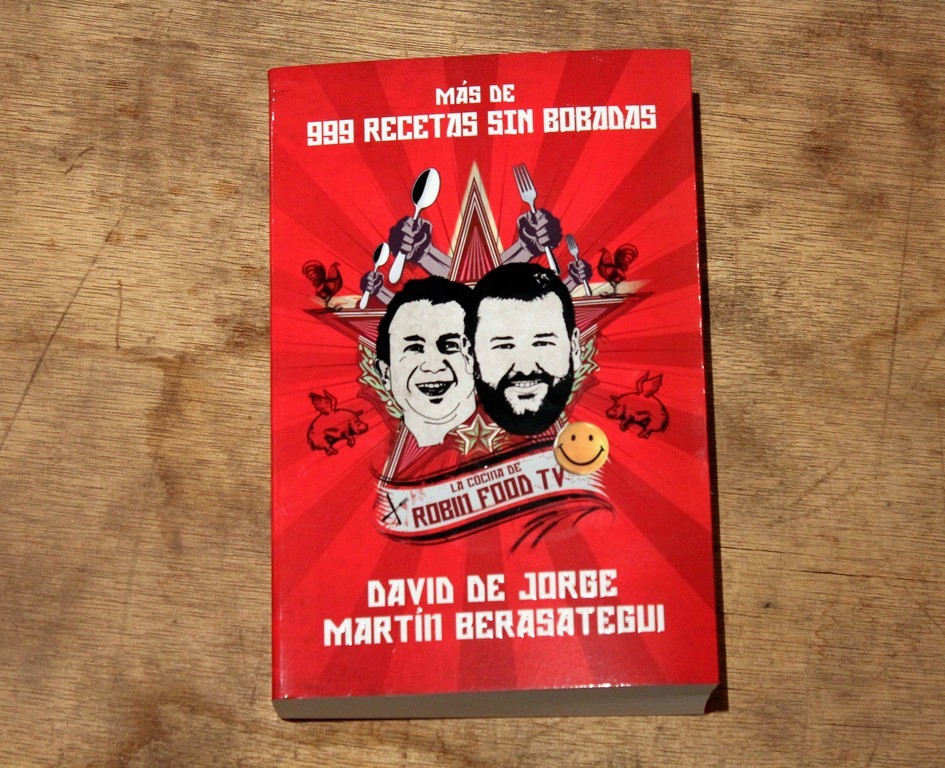 MÁS DE
999 RECETAS SIN BOBADAS
LA COCINA DE
ROBIN FOOD TV
DAVID DE JORGE
MARTÍN BERASATEGUI